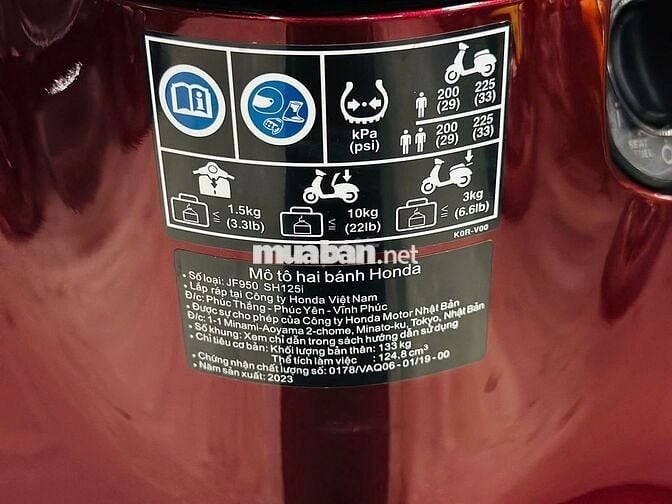 200 225
(29) (33)
kPa
(psi)
200 225
(29) (33)
1.5kg
(3.3lb)
10kg
(22lb)
3kg
(6.6lb)
K0R-V00
muaban.net
Mô tô hai bánh Honda
• Số loại: JF950 SH125i
• Lắp ráp tại Công ty Honda Việt Nam
Đ/c: Phúc Thắng - Phúc Yên - Vĩnh Phúc
• Được sự cho phép của Công ty Honda Motor Nhật Bản
Đ/c: 1-1 Minami-Aoyama 2-chome, Minato-ku, Tokyo, Nhật Bản
• Số khung: Xem chỉ dẫn trong sách hướng dẫn sử dụng
• Chỉ tiêu cơ bản: Khối lượng bản thân: 133 kg
Thể tích làm việc : 124,8 cm³
• Chứng nhận chất lượng số: 0178/VAQ06 - 01/19 - 00
• Năm sản xuất: 2023
SEAT
FUEL